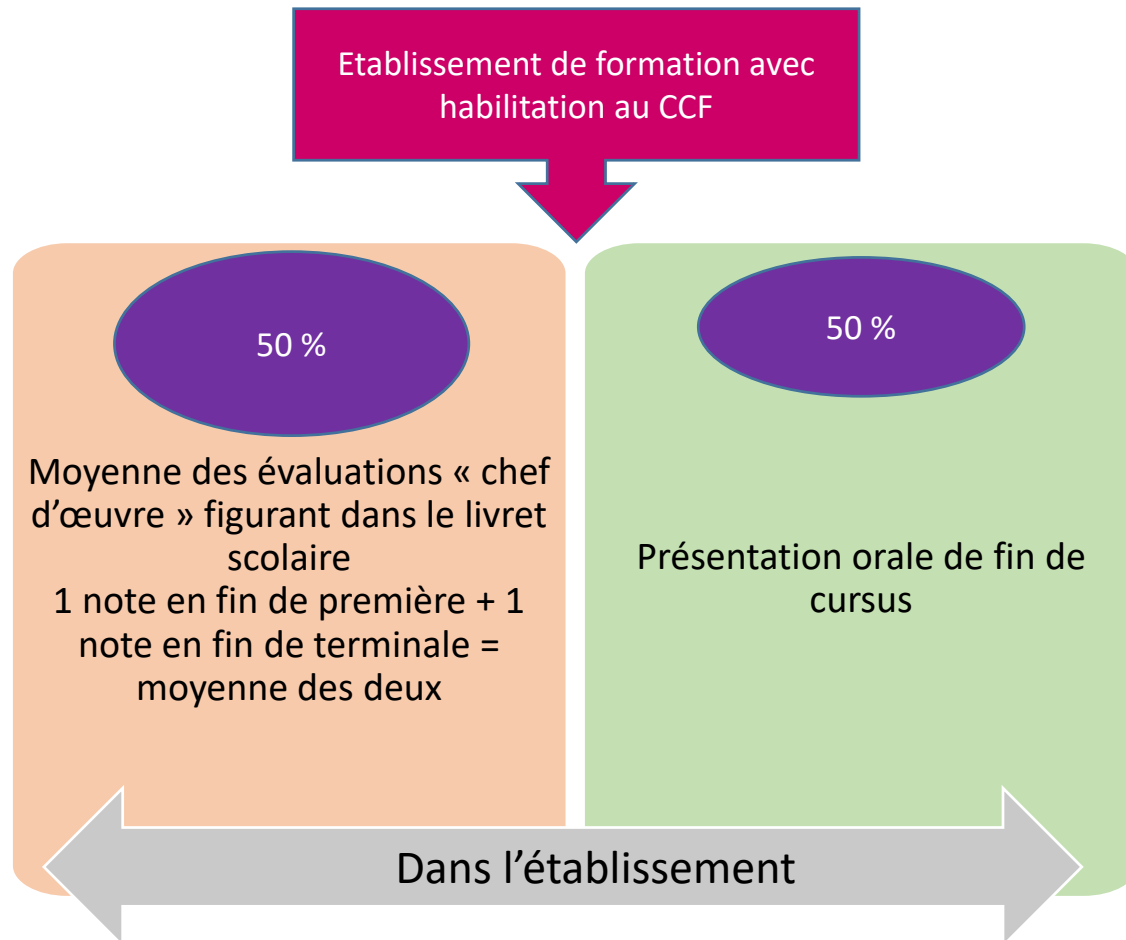 Etablissement de formation avec
habilitation au CCF
50 %
Moyenne des évaluations « chef
d’œuvre » figurant dans le livret
scolaire
1 note en fin de première + 1
note en fin de terminale =
moyenne des deux
50 %
Présentation orale de fin de
cursus
Dans l’établissement